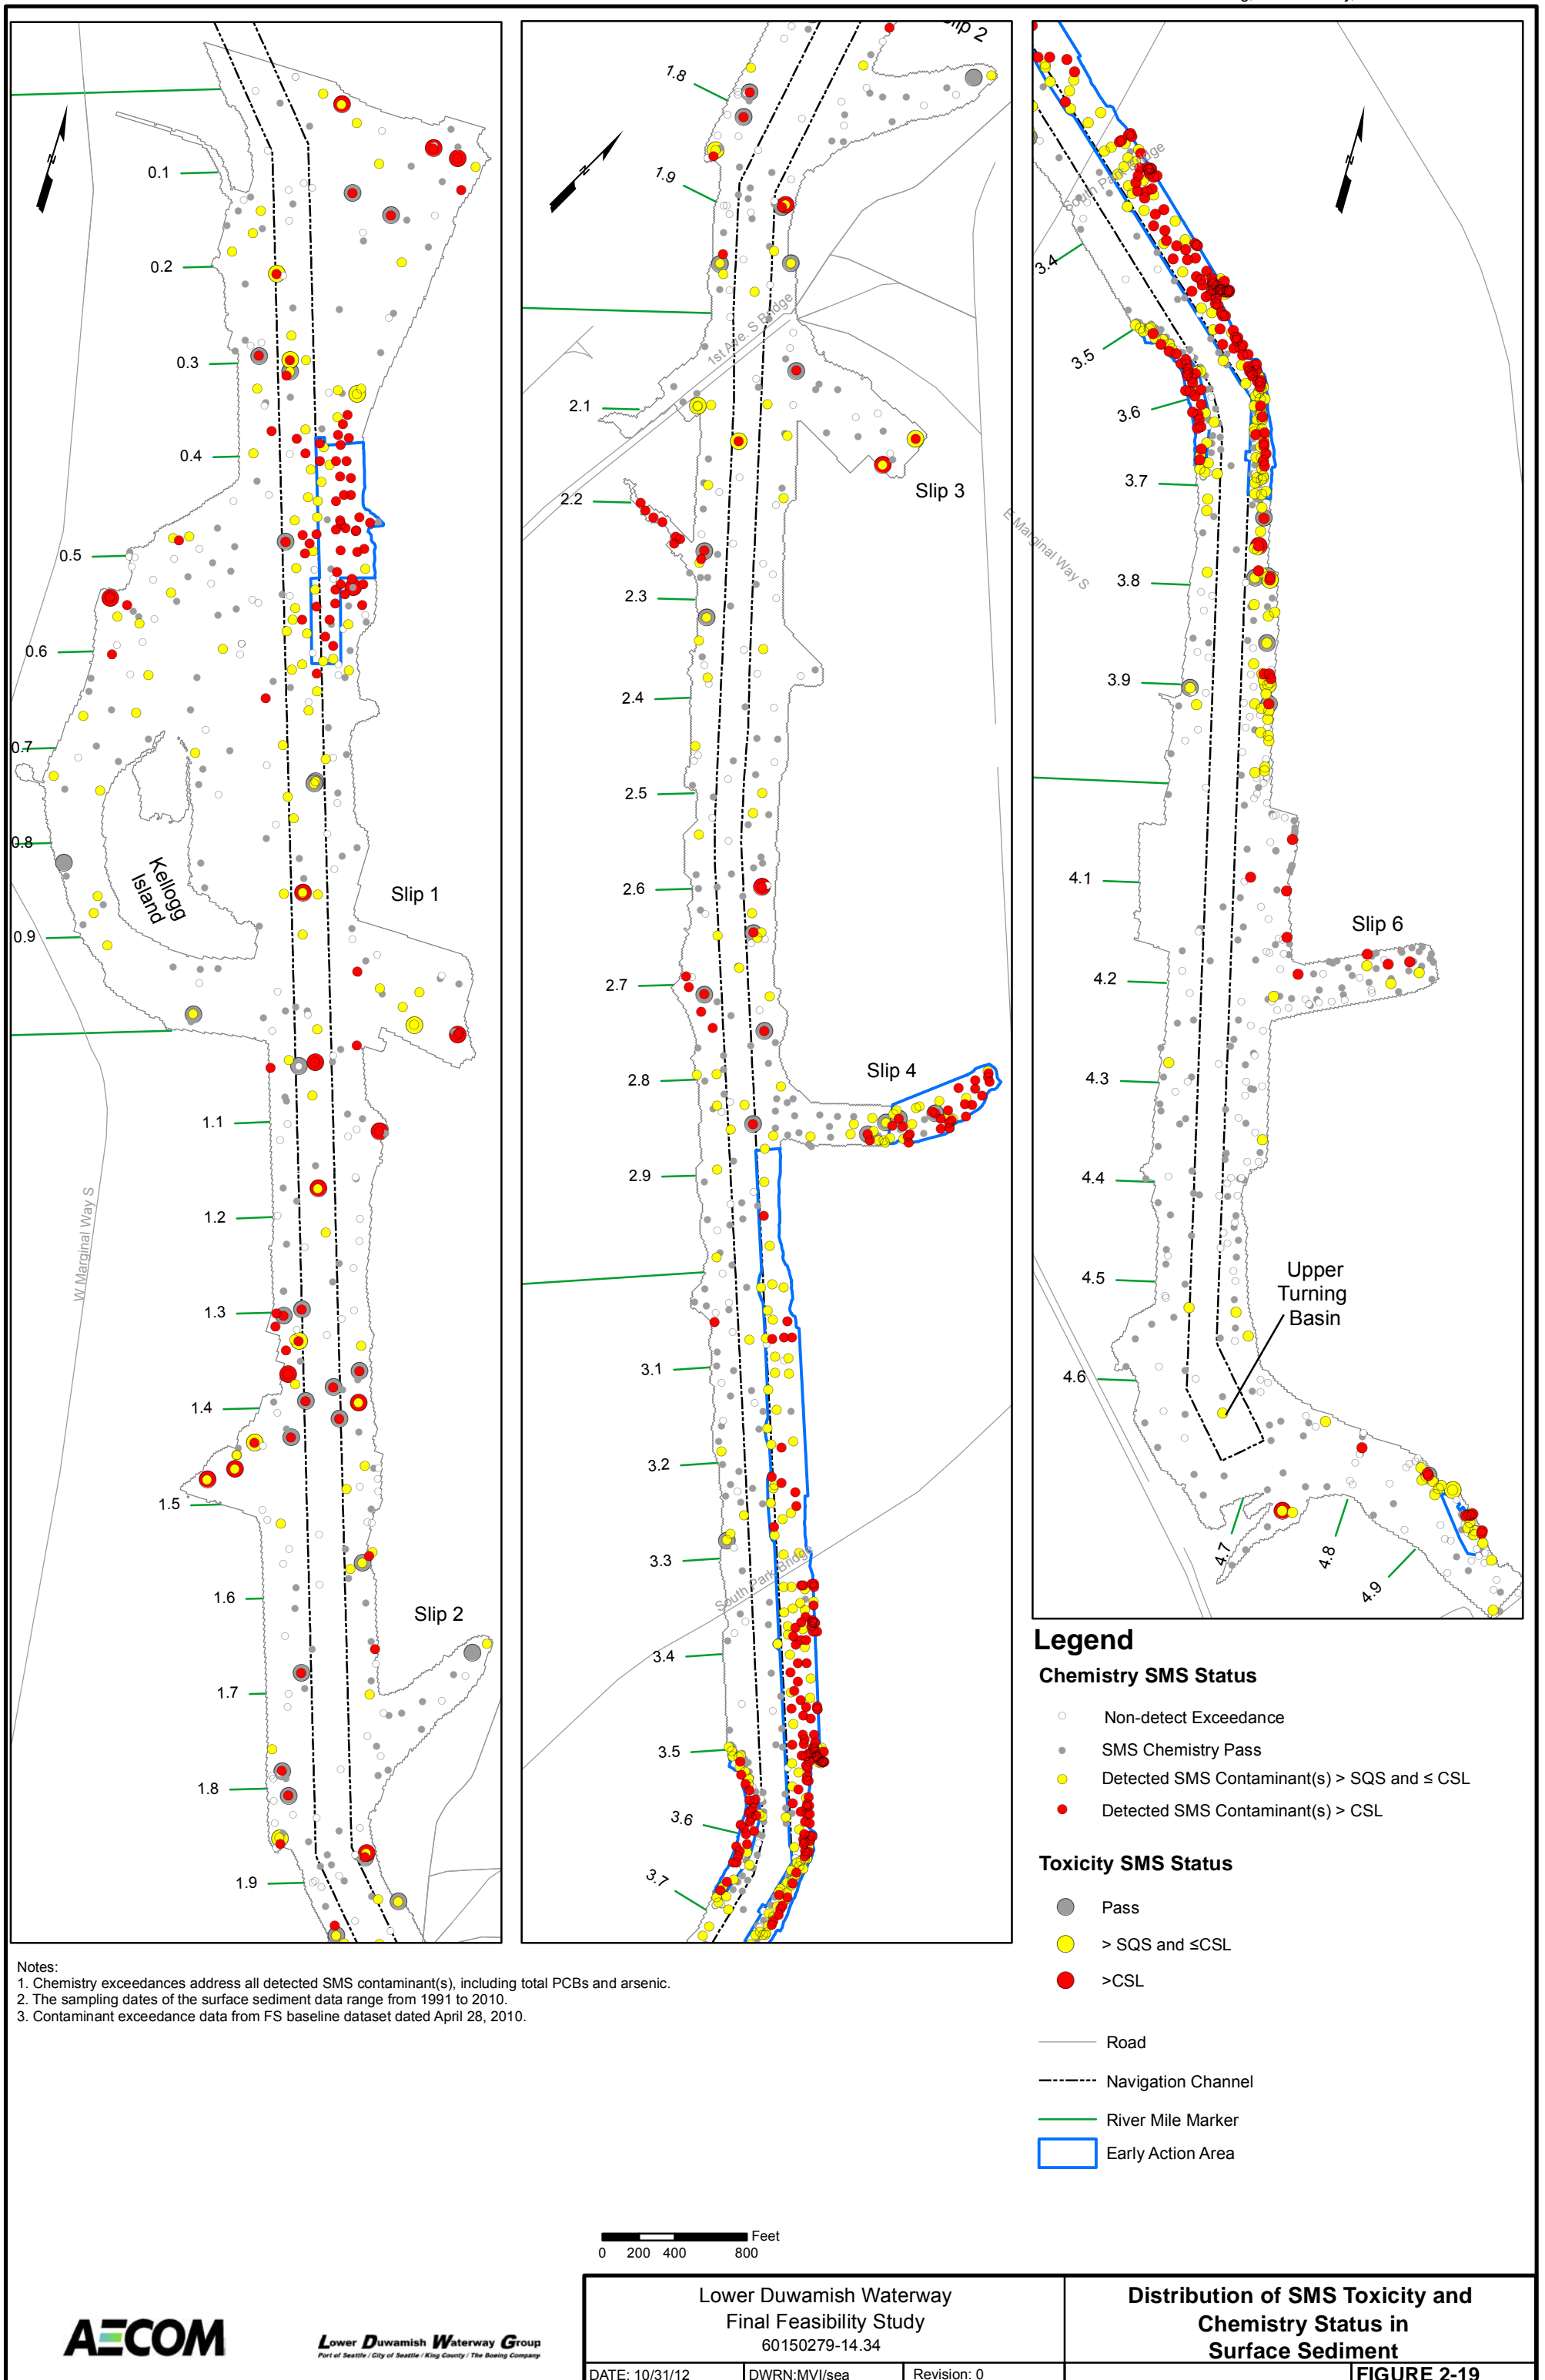 N
0.1
0.2
0.3
0.4
0.5
0.6
0.7
0.8
0.9
Kellogg
Island
Slip 1
1.1
1.2
W Marginal Way S
1.3
1.4
1.5
1.6
Slip 2
1.7
1.8
1.9
Slip 2
1.8
N
1.9
1st Ave. S Bridge
2.1
2.2
Slip 3
2.3
2.4
2.5
2.6
2.7
Slip 4
2.8
2.9
3.1
3.2
3.3
South Park Bridge
3.4
3.5
3.6
3.7
N
South Park Bridge
3.4
3.5
3.6
3.7
E Marginal Way S
3.8
3.9
4.1
Slip 6
4.2
4.3
4.4
4.5
Upper
Turning
Basin
4.6
4.7
4.8
4.9
Legend
Chemistry SMS Status
Non-detect Exceedance
SMS Chemistry Pass
Detected SMS Contaminant(s) > SQS and ≤ CSL
Detected SMS Contaminant(s) > CSL
Toxicity SMS Status
Pass
> SQS and ≤CSL
>CSL
Road
Navigation Channel
River Mile Marker
Early Action Area
Notes:
1. Chemistry exceedances address all detected SMS contaminant(s), including total PCBs and arsenic.
2. The sampling dates of the surface sediment data range from 1991 to 2010.
3. Contaminant exceedance data from FS baseline dataset dated April 28, 2010.
Feet
0 200 400 800
AECOM
Lower Duwamish Waterway Group
Port of Seattle / City of Seattle / King County / The Boeing Company
Lower Duwamish Waterway
Final Feasibility Study
60150279-14.34
Distribution of SMS Toxicity and
Chemistry Status in
Surface Sediment
DATE: 10/31/12
DWRN:MVI/sea
Revision: 0
FIGURE 2-19